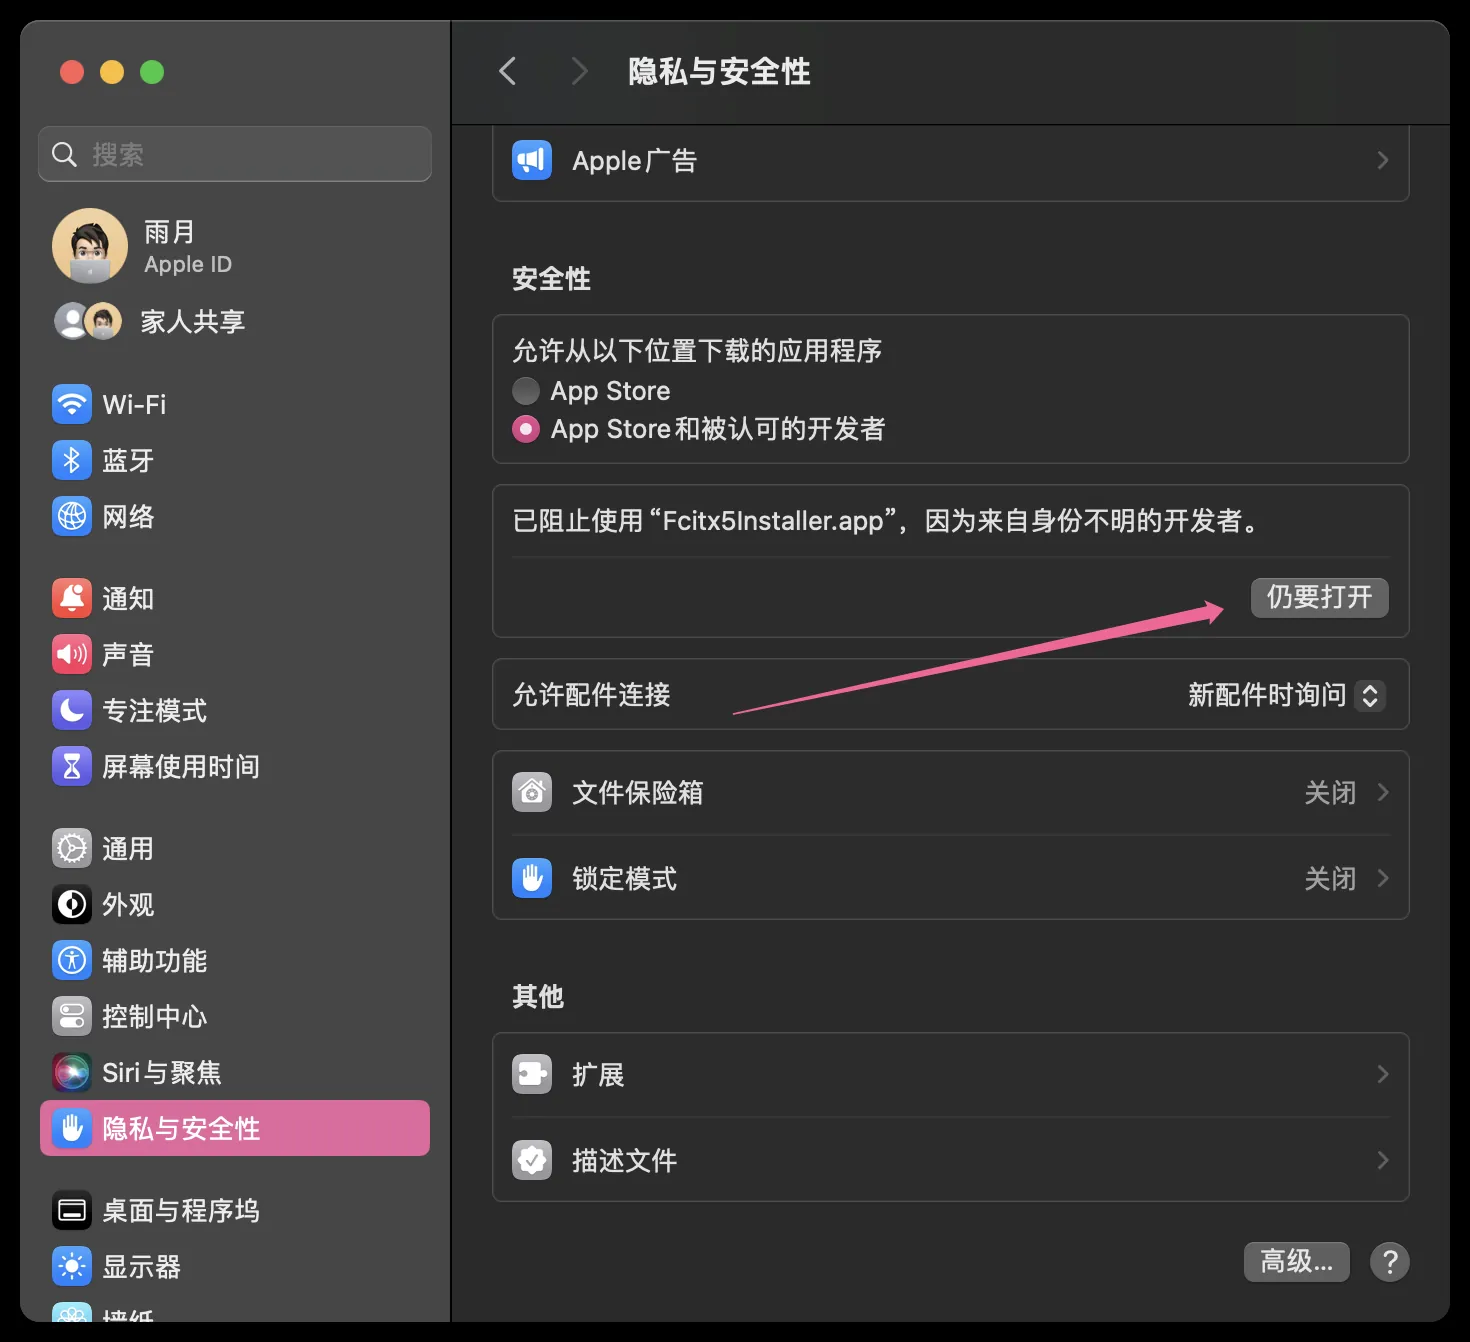 隐私与安全性
搜索
雨月
Apple ID
家人共享
Wi-Fi
蓝牙
网络
通知
声音
专注模式
屏幕使用时间
通用
外观
辅助功能
控制中心
Siri与聚焦
隐私与安全性
桌面与程序坞
显示器
墙纸
Apple广告
安全性
允许从以下位置下载的应用程序
App Store
App Store和被认可的开发者
已阻止使用“Fcitx5Installer.app”，因为来自身份不明的开发者。
仍要打开
允许配件连接 新配件时询问
文件保险箱 关闭
锁定模式 关闭
其他
扩展
描述文件
高级... ?